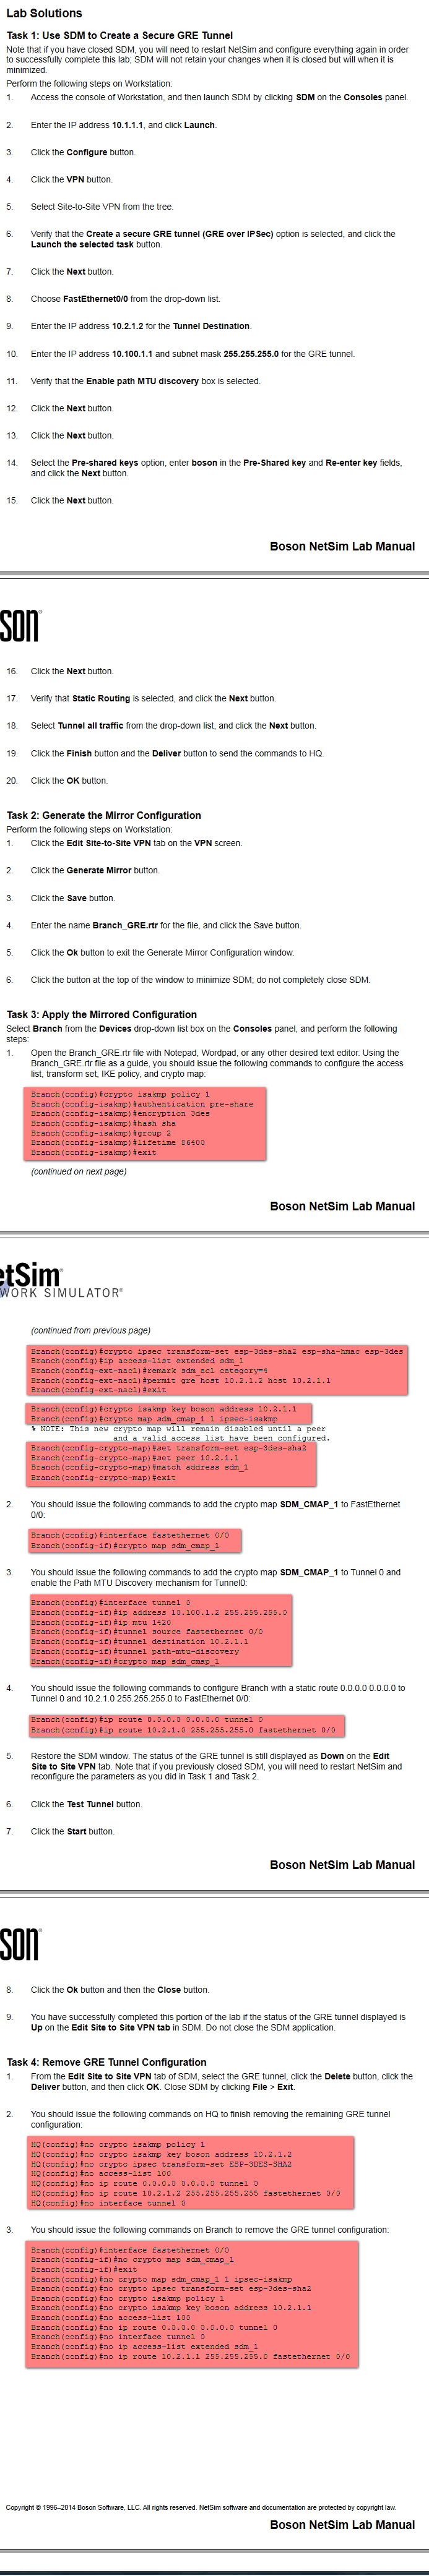 Lab Solutions
Task 1: Use SDM to Create a Secure GRE Tunnel
Note that if you have closed SDM, you will need to restart NetSim and configure everything again in order
to successfully complete this lab; SDM will not retain your changes when it is closed but will when it is
minimized.
Perform the following steps on Workstation:
1. Access the console of Workstation, and then launch SDM by clicking SDM on the Consoles panel.
2. Enter the IP address 10.1.1.1, and click Launch.
3. Click the Configure button.
4. Click the VPN button.
5. Select Site-to-Site VPN from the tree.
6. Verify that the Create a secure GRE tunnel (GRE over IPSec) option is selected, and click the
Launch the selected task button.
7. Click the Next button.
8. Choose FastEthernet0/0 from the drop-down list.
9. Enter the IP address 10.2.1.2 for the Tunnel Destination.
10. Enter the IP address 10.100.1.1 and subnet mask 255.255.255.0 for the GRE tunnel.
11. Verify that the Enable path MTU discovery box is selected.
12. Click the Next button.
13. Click the Next button.
14. Select the Pre-shared keys option, enter boson in the Pre-Shared key and Re-enter key fields,
and click the Next button.
15. Click the Next button.
Boson NetSim Lab Manual
son
16. Click the Next button.
17. Verify that Static Routing is selected, and click the Next button.
18. Select Tunnel all traffic from the drop-down list, and click the Next button.
19. Click the Finish button and the Deliver button to send the commands to HQ.
20. Click the OK button.
Task 2: Generate the Mirror Configuration
Perform the following steps on Workstation:
1. Click the Edit Site-to-Site VPN tab on the VPN screen.
2. Click the Generate Mirror button.
3. Click the Save button.
4. Enter the name Branch_GRE.rtr for the file, and click the Save button.
5. Click the Ok button to exit the Generate Mirror Configuration window.
6. Click the button at the top of the window to minimize SDM; do not completely close SDM.
Task 3: Apply the Mirrored Configuration
Select Branch from the Devices drop-down list box on the Consoles panel, and perform the following
steps:
1. Open the Branch_GRE.rtr file with Notepad, Wordpad, or any other desired text editor. Using the
Branch_GRE.rtr file as a guide, you should issue the following commands to configure the access
list, transform set, IKE policy, and crypto map:
Branch(config)#crypto isakmp policy 1
Branch(config-isakmp)#authentication pre-share
Branch(config-isakmp)#encryption 3des
Branch(config-isakmp)#hash sha
Branch(config-isakmp)#group 2
Branch(config-isakmp)#lifetime 86400
Branch(config-isakmp)#exit
(continued on next page)
Boson NetSim Lab Manual
etSim
WORK SIMULATOR®
(continued from previous page)
Branch(config)#crypto ipsec transform-set esp-3des-sha2 esp-sha-hmac esp-3des
Branch(config)#ip access-list extended sdm_1
Branch(config-ext-nacl)#remark sdm_acl category=4
Branch(config-ext-nacl)#permit gre host 10.2.1.2 host 10.2.1.1
Branch(config-ext-nacl)#exit
Branch(config)#crypto isakmp key boson address 10.2.1.1
Branch(config)#crypto map sdm_cmap_1 1 ipsec-isakmp
% NOTE: This new crypto map will remain disabled until a peer
and a valid access list have been configured.
Branch(config-crypto-map)#set transform-set esp-3des-sha2
Branch(config-crypto-map)#set peer 10.2.1.1
Branch(config-crypto-map)#match address sdm_1
Branch(config-crypto-map)#exit
2. You should issue the following commands to add the crypto map SDM_CMAP_1 to FastEthernet
0/0:
Branch(config)#interface fastethernet 0/0
Branch(config-if)#crypto map sdm_cmap_1
3. You should issue the following commands to add the crypto map SDM_CMAP_1 to Tunnel 0 and
enable the Path MTU Discovery mechanism for Tunnel0:
Branch(config)#interface tunnel 0
Branch(config-if)#ip address 10.100.1.2 255.255.255.0
Branch(config-if)#ip mtu 1420
Branch(config-if)#tunnel source fastethernet 0/0
Branch(config-if)#tunnel destination 10.2.1.1
Branch(config-if)#tunnel path-mtu-discovery
Branch(config-if)#crypto map sdm_cmap_1
4. You should issue the following commands to configure Branch with a static route 0.0.0.0 0.0.0.0 to
Tunnel 0 and 10.2.1.0 255.255.255.0 to FastEthernet 0/0:
Branch(config)#ip route 0.0.0.0 0.0.0.0 tunnel 0
Branch(config)#ip route 10.2.1.0 255.255.255.0 fastethernet 0/0
5. Restore the SDM window. The status of the GRE tunnel is still displayed as Down on the Edit
Site to Site VPN tab. Note that if you previously closed SDM, you will need to restart NetSim and
reconfigure the parameters as you did in Task 1 and Task 2.
6. Click the Test Tunnel button.
7. Click the Start button.
Boson NetSim Lab Manual
son
8. Click the Ok button and then the Close button.
9. You have successfully completed this portion of the lab if the status of the GRE tunnel displayed is
Up on the Edit Site to Site VPN tab in SDM. Do not close the SDM application.
Task 4: Remove GRE Tunnel Configuration
1. From the Edit Site to Site VPN tab of SDM, select the GRE tunnel, click the Delete button, click the
Deliver button, and then click OK. Close SDM by clicking File > Exit.
2. You should issue the following commands on HQ to finish removing the remaining GRE tunnel
configuration:
HQ(config)#no crypto isakmp policy 1
HQ(config)#no crypto isakmp key boson address 10.2.1.2
HQ(config)#no crypto ipsec transform-set ESP-3DES-SHA2
HQ(config)#no access-list 100
HQ(config)#no ip route 0.0.0.0 0.0.0.0 tunnel 0
HQ(config)#no ip route 10.2.1.2 255.255.255.255 fastethernet 0/0
HQ(config)#no interface tunnel 0
3. You should issue the following commands on Branch to remove the GRE tunnel configuration:
Branch(config)#interface fastethernet 0/0
Branch(config-if)#no crypto map sdm_cmap_1
Branch(config-if)#exit
Branch(config)#no crypto map sdm_cmap_1 1 ipsec-isakmp
Branch(config)#no crypto ipsec transform-set esp-3des-sha2
Branch(config)#no crypto isakmp policy 1
Branch(config)#no crypto isakmp key boson address 10.2.1.1
Branch(config)#no access-list 100
Branch(config)#no ip route 0.0.0.0 0.0.0.0 tunnel 0
Branch(config)#no interface tunnel 0
Branch(config)#no ip access-list extended sdm_1
Branch(config)#no ip route 10.2.1.1 255.255.255.0 fastethernet 0/0
Copyright © 1996–2014 Boson Software, LLC. All rights reserved. NetSim software and documentation are protected by copyright law.
Boson NetSim Lab Manual